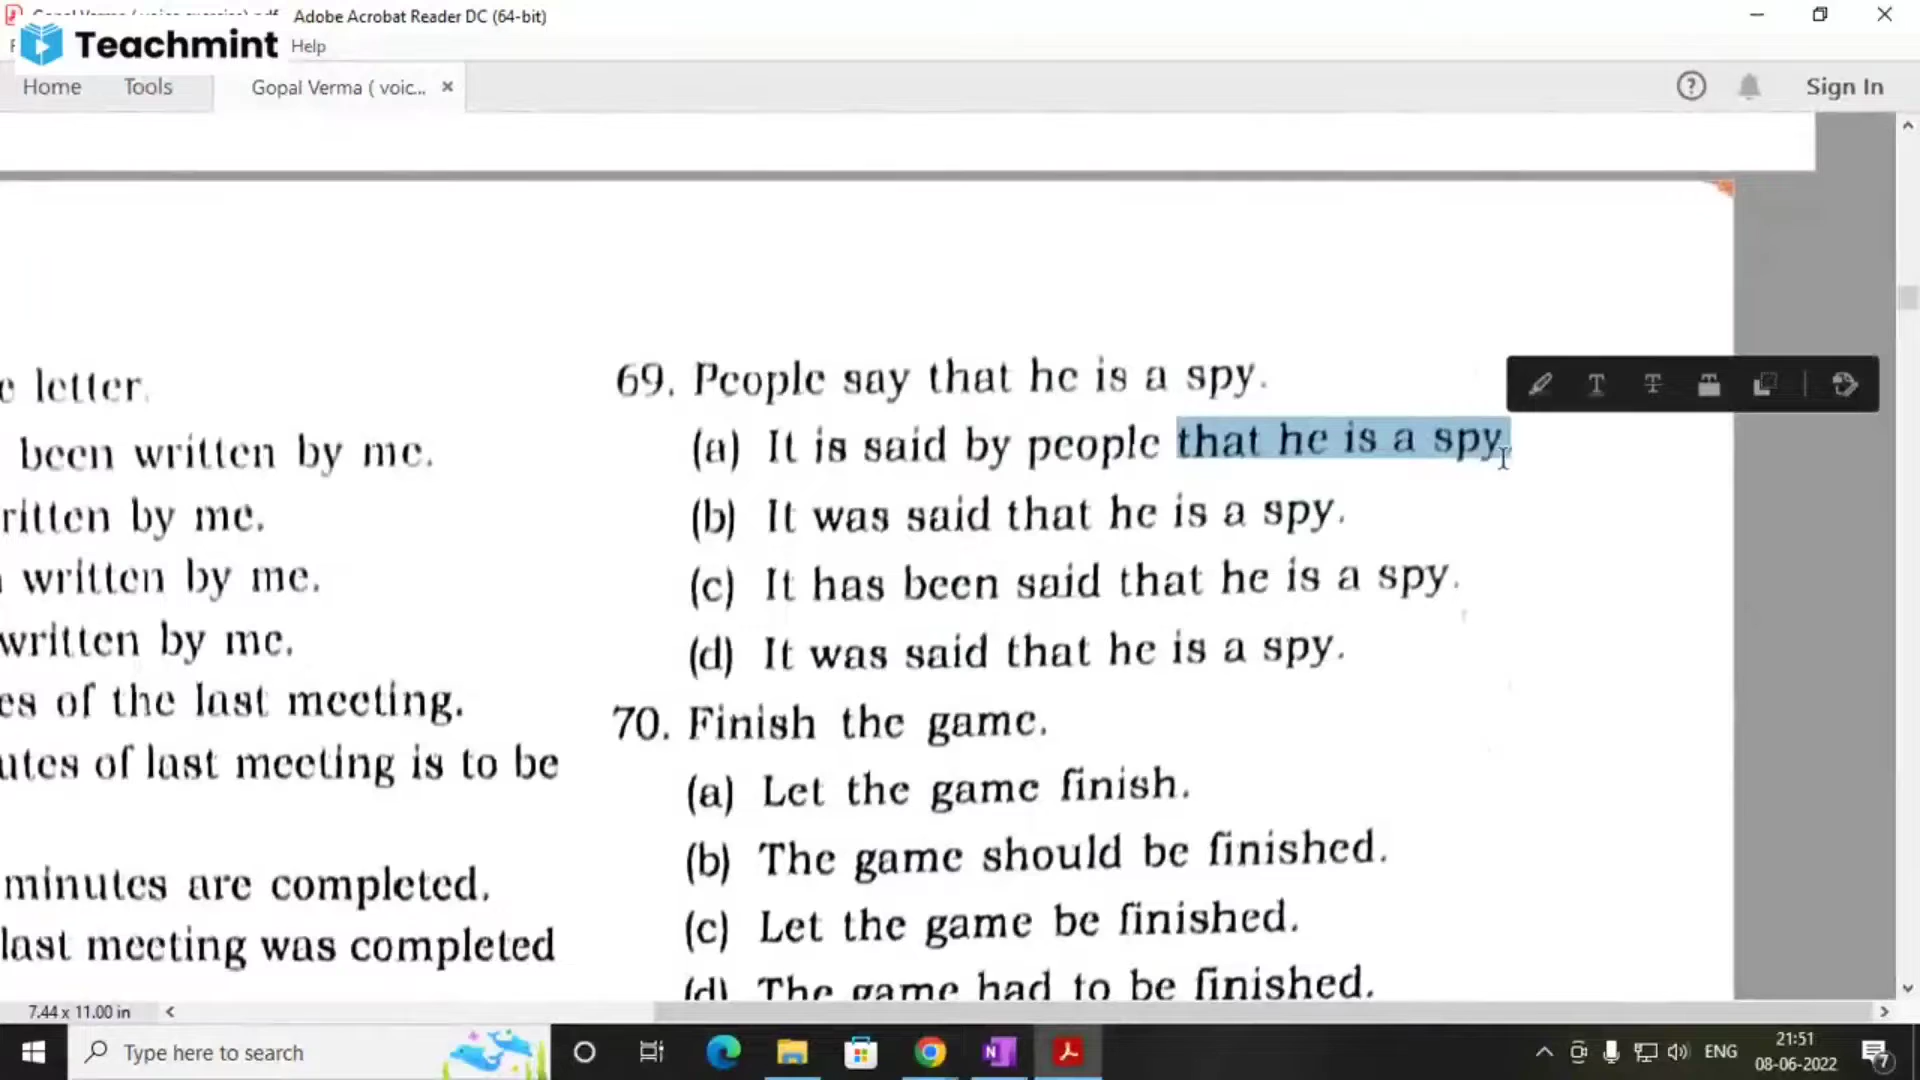 Adobe Acrobat Reader DC (64-bit)
Teachmint
Help
Home
Tools
Gopal Verma ( voic...
Sign In
e letter.
been written by me.
ritten by me.
written by me.
written by me.
es of the last meeting.
utes of last meeting is to be
minutes are completed.
last meeting was completed
69. People say that he is a spy.
(a) It is said by people that he is a spy.
(b) It was said that he is a spy.
(c) It has been said that he is a spy.
(d) It was said that he is a spy.
70. Finish the game.
(a) Let the game finish.
(b) The game should be finished.
(c) Let the game be finished.
(d) The game had to be finished.
7.44 x 11.00 in
Type here to search
ENG
21:51
08-06-2022
7